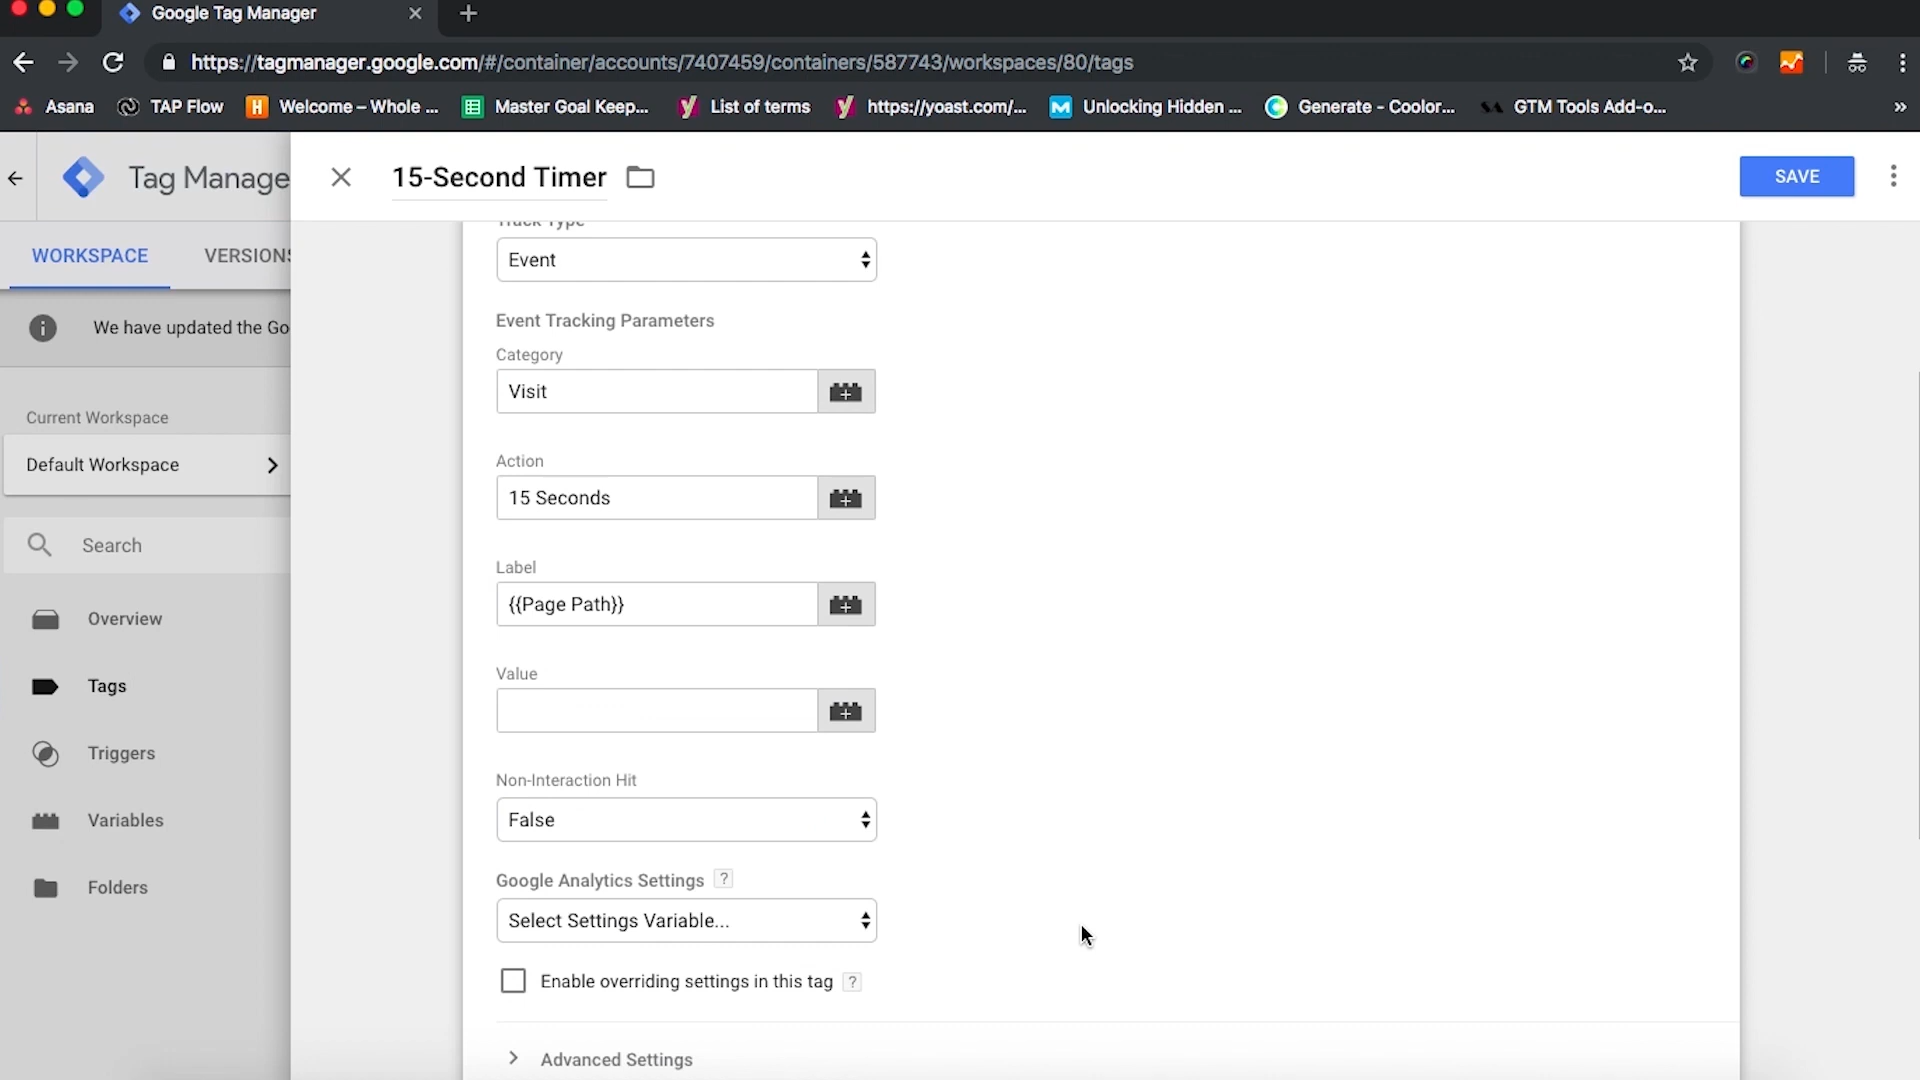 Google Tag Manager
https://tagmanager.google.com/#/container/accounts/7407459/containers/587743/workspaces/80/tags
Asana
TAP Flow
Welcome – Whole ...
Master Goal Keep...
List of terms
https://yoast.com/...
Unlocking Hidden ...
Generate - Coolor...
GTM Tools Add-o...
»
Tag Manage
15-Second Timer
SAVE
WORKSPACE
VERSIONS
We have updated the Go
Current Workspace
Default Workspace
Search
Overview
Tags
Triggers
Variables
Folders
Track Type
Event
Event Tracking Parameters
Category
Visit
Action
15 Seconds
Label
{{Page Path}}
Value
Non-Interaction Hit
False
Google Analytics Settings ?
Select Settings Variable...
Enable overriding settings in this tag ?
Advanced Settings